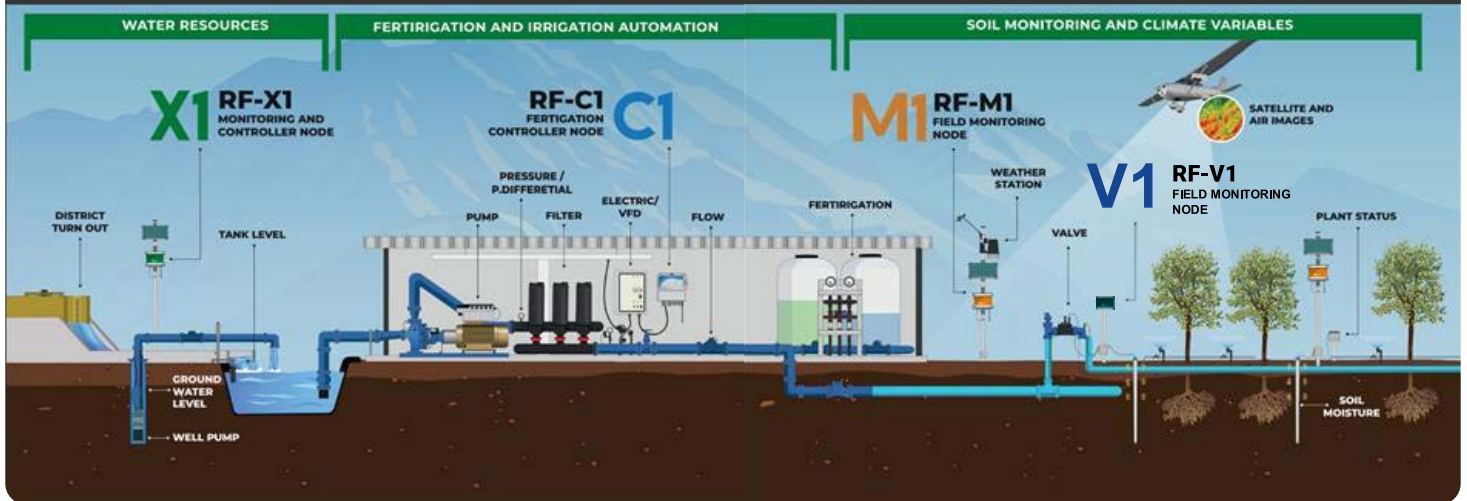 WATER RESOURCES
FERTIRIGATION AND IRRIGATION AUTOMATION
SOIL MONITORING AND CLIMATE VARIABLES
X1
RF-X1
MONITORING AND
CONTROLLER NODE
RF-C1
FERTIGATION
CONTROLLER NODE
C1
M1
RF-M1
FIELD MONITORING
NODE
SATELLITE AND
AIR IMAGES
V1
RF-V1
FIELD MONITORING
NODE
DISTRICT
TURN OUT
TANK LEVEL
PUMP
PRESSURE /
P.DIFFERETIAL
FILTER
ELECTRIC/
VFD
FLOW
FERTIRIGATION
WEATHER
STATION
VALVE
PLANT STATUS
GROUND
WATER
LEVEL
WELL PUMP
SOIL
MOISTURE